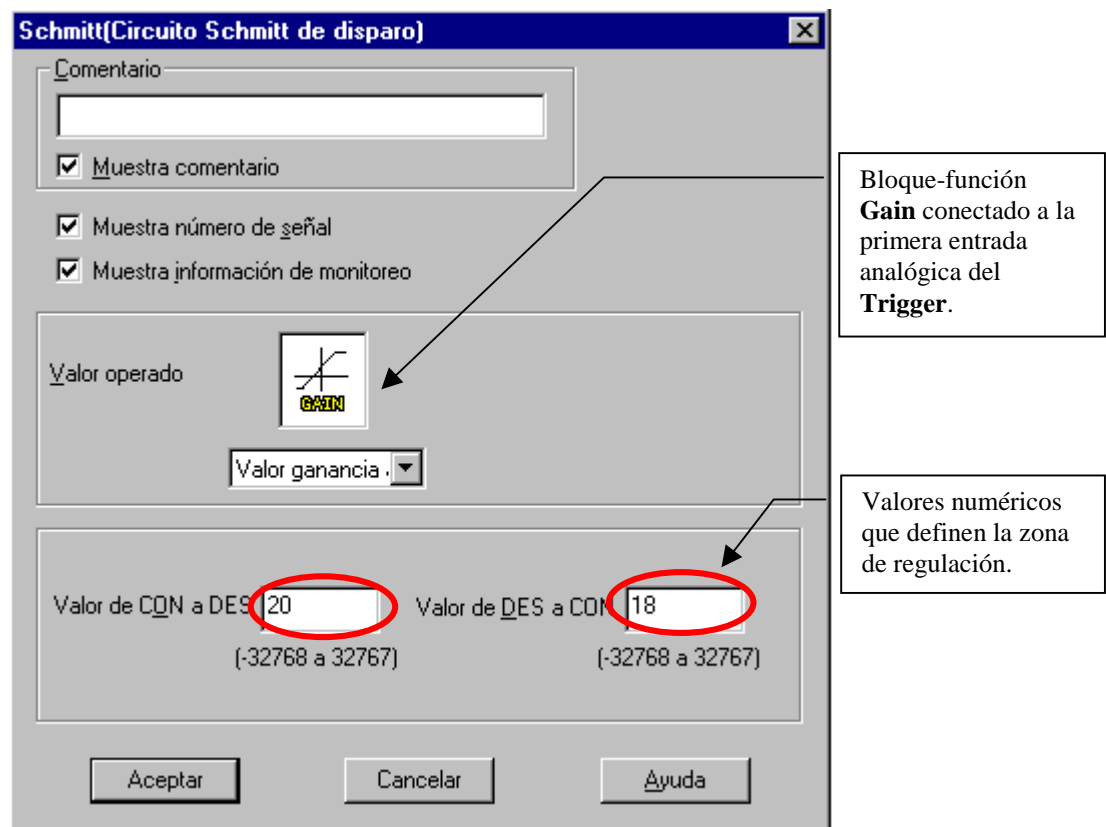 Schmitt(Circuito Schmitt de disparo)
Comentario
Muestra comentario
Muestra número de señal
Muestra información de monitoreo
Bloque-función
Gain conectado a la
primera entrada
analógica del
Trigger.
Valor operado
GAIN
Valor ganancia
Valores numéricos
que definen la zona
de regulación.
Valor de CON a DES 20 Valor de DES a CON 18
(-32768 a 32767) (-32768 a 32767)
Aceptar Cancelar Ayuda